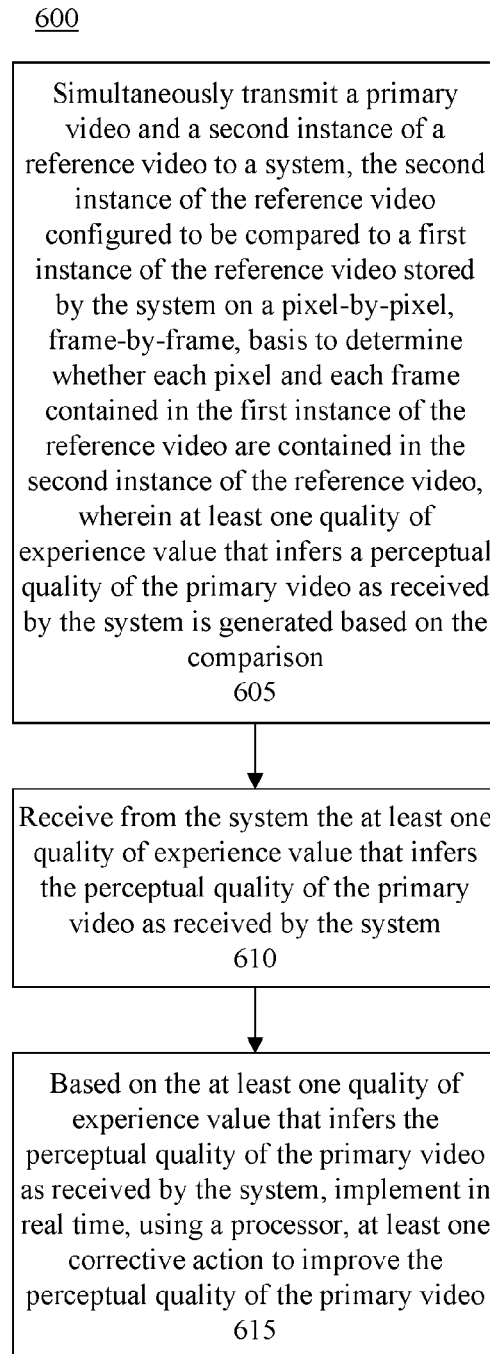 600
Simultaneously transmit a primary
video and a second instance of a
reference video to a system, the second
instance of the reference video
configured to be compared to a first
instance of the reference video stored
by the system on a pixel-by-pixel,
frame-by-frame, basis to determine
whether each pixel and each frame
contained in the first instance of the
reference video are contained in the
second instance of the reference video,
wherein at least one quality of
experience value that infers a perceptual
quality of the primary video as received
by the system is generated based on the
comparison
605
Receive from the system the at least one
quality of experience value that infers
the perceptual quality of the primary
video as received by the system
610
Based on the at least one quality of
experience value that infers the
perceptual quality of the primary video
as received by the system, implement in
real time, using a processor, at least one
corrective action to improve the
perceptual quality of the primary video
615